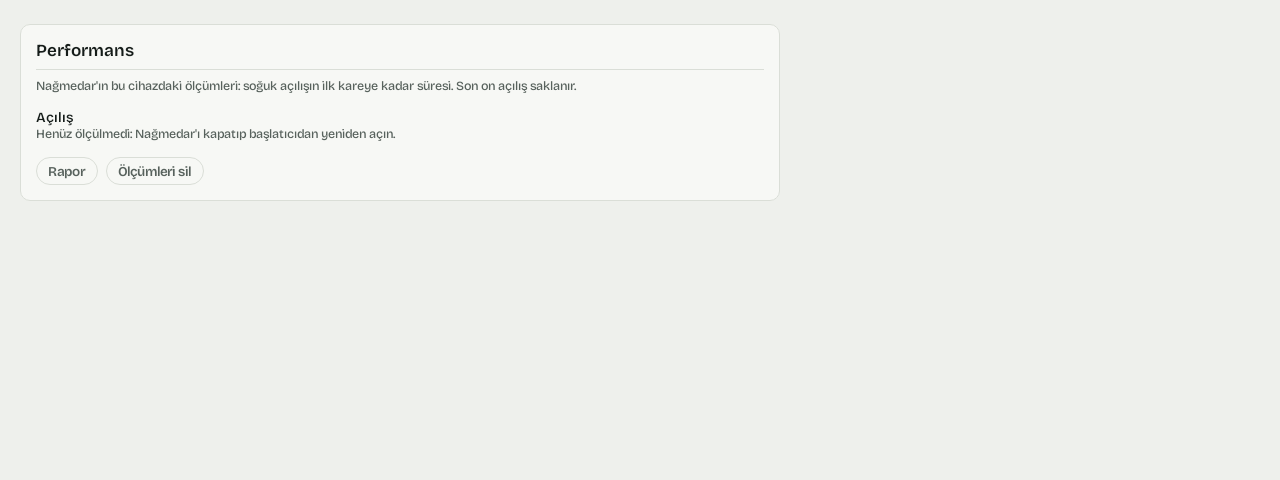 Performans
Nağmedar'ın bu cihazdaki ölçümleri: soğuk açılışın ilk kareye kadar süresi. Son on açılış saklanır.
Açılış
Henüz ölçülmedi: Nağmedar'ı kapatıp başlatıcıdan yeniden açın.
Rapor
Ölçümleri sil